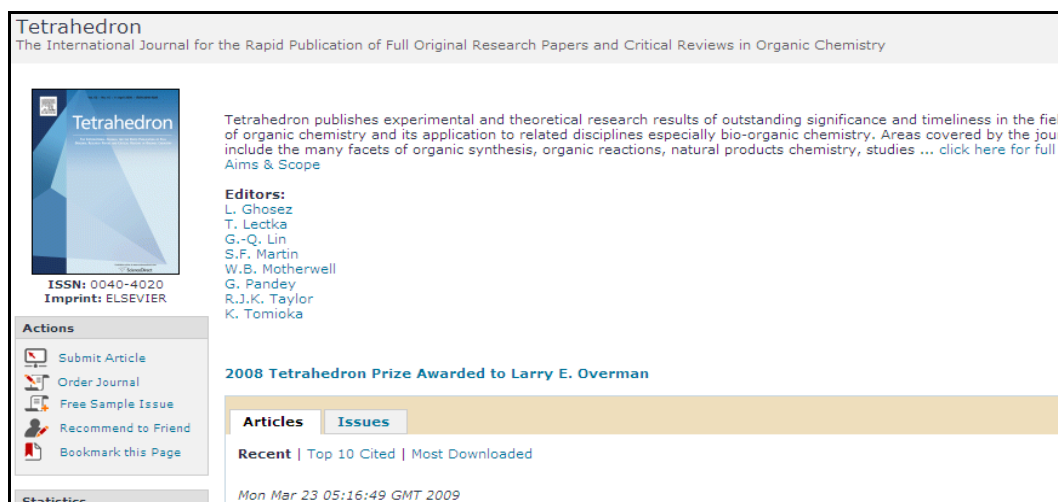 Tetrahedron
The International Journal for the Rapid Publication of Full Original Research Papers and Critical Reviews in Organic Chemistry
Tetrahedron
ISSN: 0040-4020
Imprint: ELSEVIER
Actions
Submit Article
Order Journal
Free Sample Issue
Recommend to Friend
Bookmark this Page
Statistics
Tetrahedron publishes experimental and theoretical research results of outstanding significance and timeliness in the fiel
of organic chemistry and its application to related disciplines especially bio-organic chemistry. Areas covered by the jou
include the many facets of organic synthesis, organic reactions, natural products chemistry, studies ... click here for full
Aims & Scope
Editors:
L. Ghosez
T. Lectka
G.-Q. Lin
S.F. Martin
W.B. Motherwell
G. Pandey
R.J.K. Taylor
K. Tomioka
2008 Tetrahedron Prize Awarded to Larry E. Overman
Articles Issues
Recent | Top 10 Cited | Most Downloaded
Mon Mar 23 05:16:49 GMT 2009